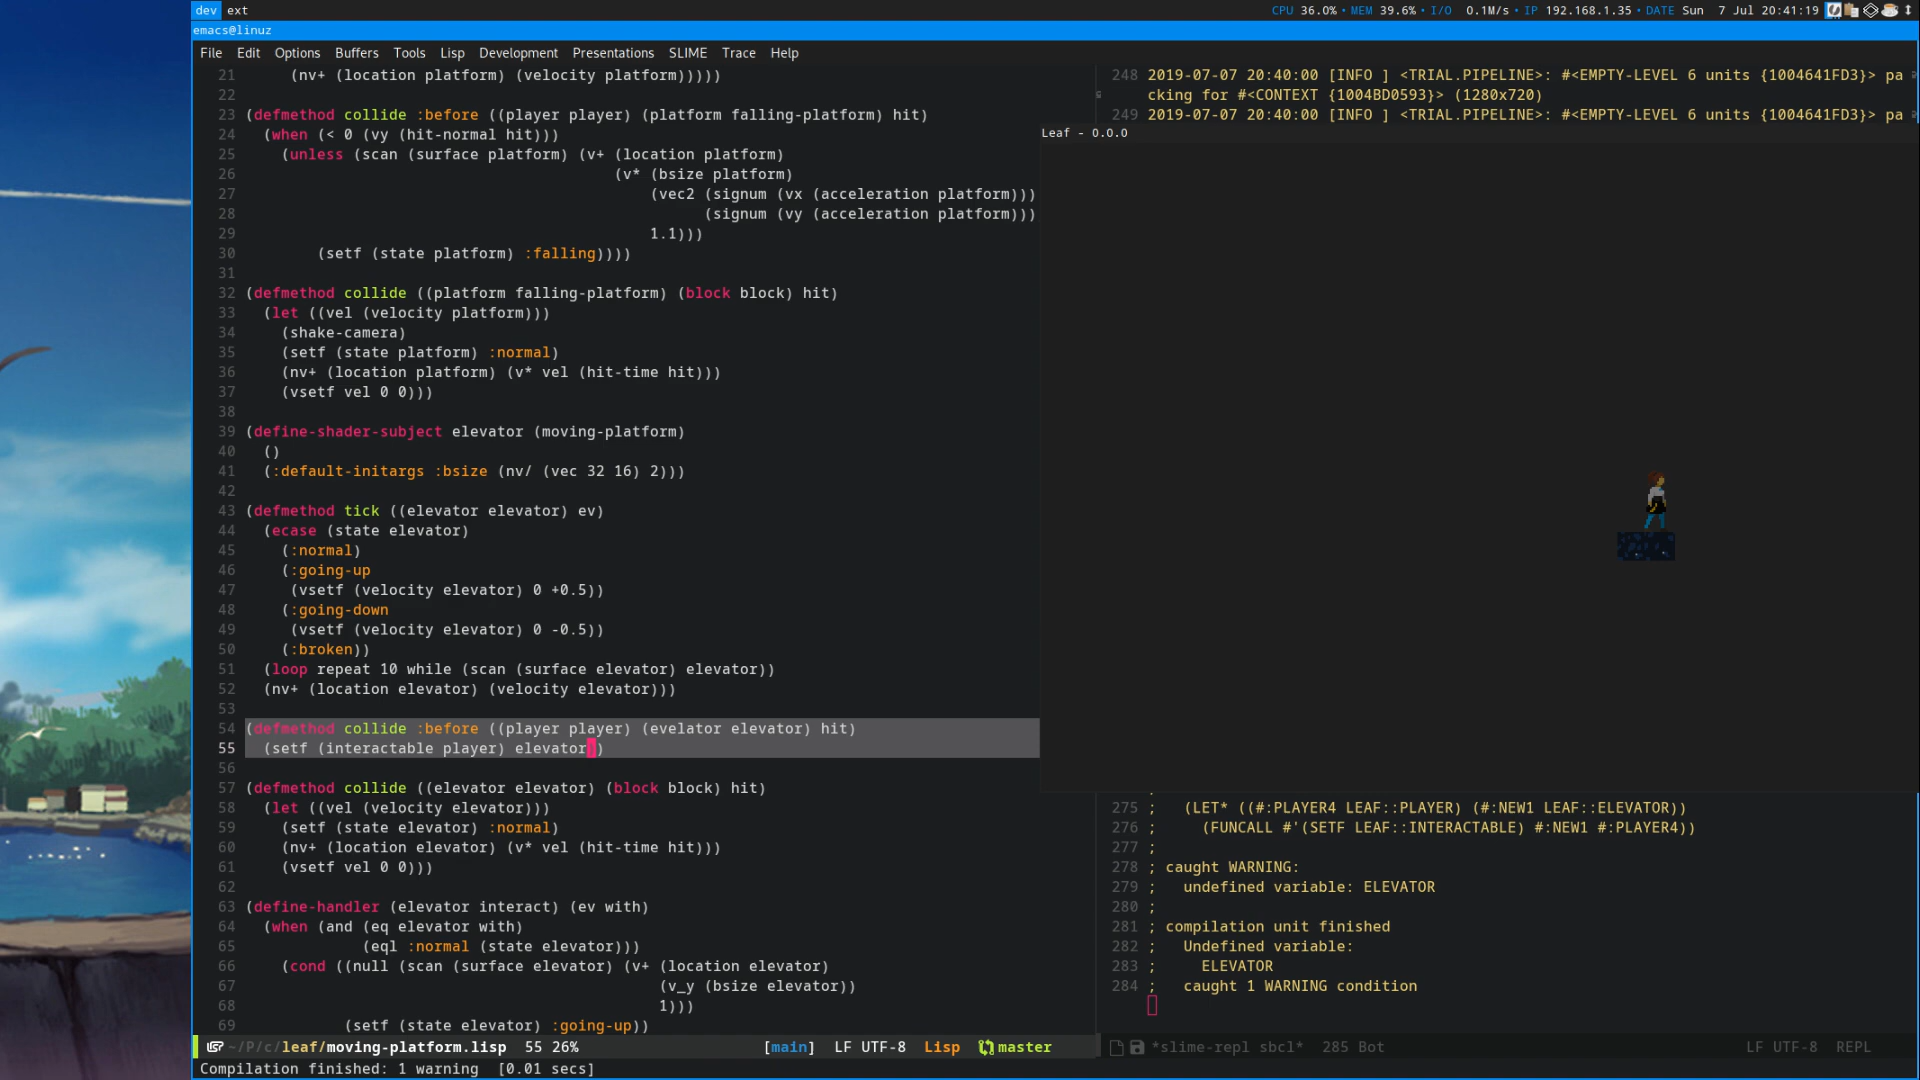 dev ext CPU 36.0% • MEM 39.6% • I/O 0.1M/s • IP 192.168.1.35 • DATE Sun 7 Jul 20:41:19
emacs@linuz
File Edit Options Buffers Tools Lisp Development Presentations SLIME Trace Help
21 (nv+ (location platform) (velocity platform)))))
22
23 (defmethod collide :before ((player player) (platform falling-platform) hit)
24 (when (< 0 (vy (hit-normal hit)))
25 (unless (scan (surface platform) (v+ (location platform)
26 (v* (bsize platform)
27 (vec2 (signum (vx (acceleration platform)))
28 (signum (vy (acceleration platform)))
29 1.1)))
30 (setf (state platform) :falling))))
31
32 (defmethod collide ((platform falling-platform) (block block) hit)
33 (let ((vel (velocity platform)))
34 (shake-camera)
35 (setf (state platform) :normal)
36 (nv+ (location platform) (v* vel (hit-time hit)))
37 (vsetf vel 0 0)))
38
39 (define-shader-subject elevator (moving-platform)
40 ()
41 (:default-initargs :bsize (nv/ (vec 32 16) 2)))
42
43 (defmethod tick ((elevator elevator) ev)
44 (ecase (state elevator)
45 (:normal)
46 (:going-up
47 (vsetf (velocity elevator) 0 +0.5))
48 (:going-down
49 (vsetf (velocity elevator) 0 -0.5))
50 (:broken))
51 (loop repeat 10 while (scan (surface elevator) elevator))
52 (nv+ (location elevator) (velocity elevator)))
53
54 (defmethod collide :before ((player player) (evelator elevator) hit)
55 (setf (interactable player) elevator))
56
57 (defmethod collide ((elevator elevator) (block block) hit)
58 (let ((vel (velocity elevator)))
59 (setf (state elevator) :normal)
60 (nv+ (location elevator) (v* vel (hit-time hit)))
61 (vsetf vel 0 0)))
62
63 (define-handler (elevator interact) (ev with)
64 (when (and (eq elevator with)
65 (eql :normal (state elevator)))
66 (cond ((null (scan (surface elevator) (v+ (location elevator)
67 (v_y (bsize elevator))
68 1)))
69 (setf (state elevator) :going-up))
~/P/c/leaf/moving-platform.lisp 55 26% [main] LF UTF-8 Lisp master
Compilation finished: 1 warning [0.01 secs]
248 2019-07-07 20:40:00 [INFO ] <TRIAL.PIPELINE>: #<EMPTY-LEVEL 6 units {1004641FD3}> pa
cking for #<CONTEXT {1004BD0593}> (1280x720)
249 2019-07-07 20:40:00 [INFO ] <TRIAL.PIPELINE>: #<EMPTY-LEVEL 6 units {1004641FD3}> pa
Leaf - 0.0.0
275 ; (LET* ((#:PLAYER4 LEAF::PLAYER) (#:NEW1 LEAF::ELEVATOR))
276 ; (FUNCALL #'(SETF LEAF::INTERACTABLE) #:NEW1 #:PLAYER4))
277 ;
278 ; caught WARNING:
279 ; undefined variable: ELEVATOR
280 ;
281 ; compilation unit finished
282 ; Undefined variable:
283 ; ELEVATOR
284 ; caught 1 WARNING condition
*slime-repl sbcl* 285 Bot LF UTF-8 REPL